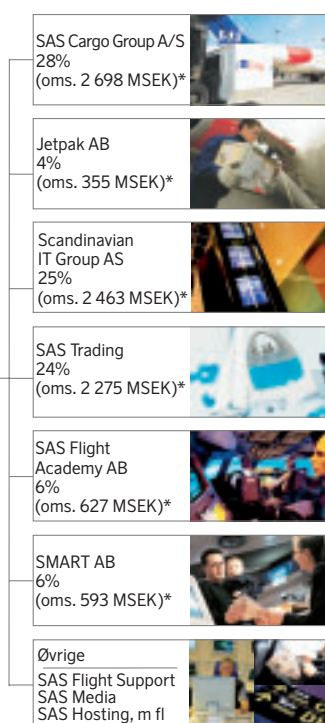 SAS Cargo Group A/S
28%
(oms. 2 698 MSEK)*
Jetpak AB
4%
(oms. 355 MSEK)*
Scandinavian
IT Group AS
25%
(oms. 2 463 MSEK)*
SAS Trading
24%
(oms. 2 275 MSEK)*
SAS Flight
Academy AB
6%
(oms. 627 MSEK)*
SMART AB
6%
(oms. 593 MSEK)*
Øvrige
SAS Flight Support
SAS Media
SAS Hosting, m fl